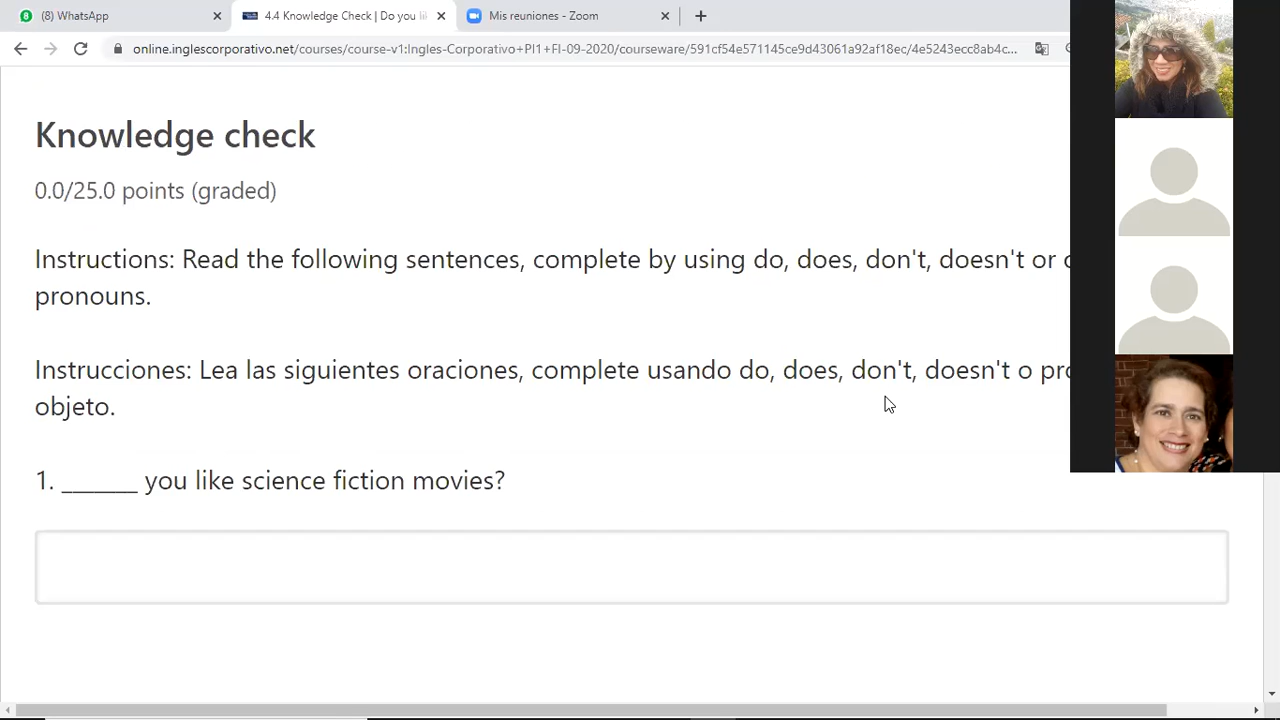 (8) WhatsApp
4.4 Knowledge Check | Do you li
Mis reuniones - Zoom
online.inglescorporativo.net/courses/course-v1:Ingles-Corporativo+PI1+FI-09-2020/courseware/591cf54e571145ce9d43061a92af18ec/4e5243ecc8ab4c...
Knowledge check
0.0/25.0 points (graded)
Instructions: Read the following sentences, complete by using do, does, don't, doesn't or
pronouns.
Instrucciones: Lea las siguientes oraciones, complete usando do, does, don't, doesn't o pro
objeto.
1. _______ you like science fiction movies?